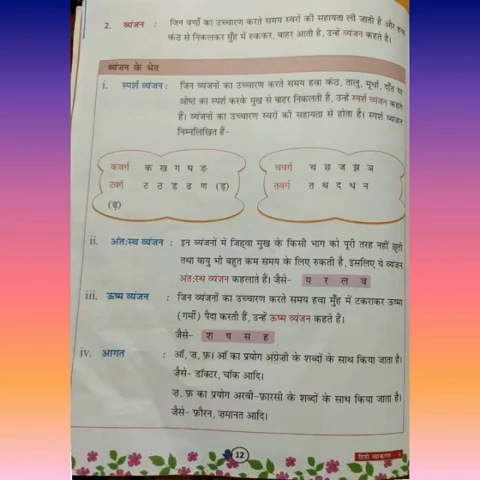 2. व्यंजन : जिन वर्णों का उच्चारण करते समय स्वरों की सहायता ली जाती है और हवा
कंठ से निकलकर मुँह में रुककर, बाहर आती है, उन्हें व्यंजन कहते हैं।
व्यंजन के भेद
i. स्पर्श व्यंजन : जिन व्यंजनों का उच्चारण करते समय हवा कंठ, तालु, मूर्धा, दाँत
ओष्ठ का स्पर्श करके मुख से बाहर निकलती है, उन्हें स्पर्श व्यंजन कहते
हैं। व्यंजनों का उच्चारण स्वरों की सहायता से होता है। स्पर्श व्यंजन
निम्नलिखित हैं–
कवर्ग क ख ग घ ङ
टवर्ग ट ठ ड ढ ण (ड़)
(ढ़)
चवर्ग च छ ज झ ञ
तवर्ग त थ द ध न
ii. अंतःस्थ व्यंजन : इन व्यंजनों में जिह्वा मुख के किसी भाग को पूरी तरह नहीं छूती
तथा वायु भी बहुत कम समय के लिए रुकती है, इसलिए ये व्यंजन
अंतःस्थ व्यंजन कहलाते हैं। जैसे– य र ल व
iii. ऊष्म व्यंजन : जिन व्यंजनों का उच्चारण करते समय हवा मुँह में टकराकर ऊष्मा
(गर्मी) पैदा करती है, उन्हें ऊष्म व्यंजन कहते हैं।
जैसे– श ष स ह
iv. आगत : ऑ, ज़, फ़। ऑ का प्रयोग अंग्रेज़ी के शब्दों के साथ किया जाता है।
जैसे– डॉक्टर, चॉक आदि।
ज़, फ़ का प्रयोग अरबी-फ़ारसी के शब्दों के साथ किया जाता है।
जैसे– फ़ौरन, ज़मानत आदि।
12
हिन्दी व्याकरण